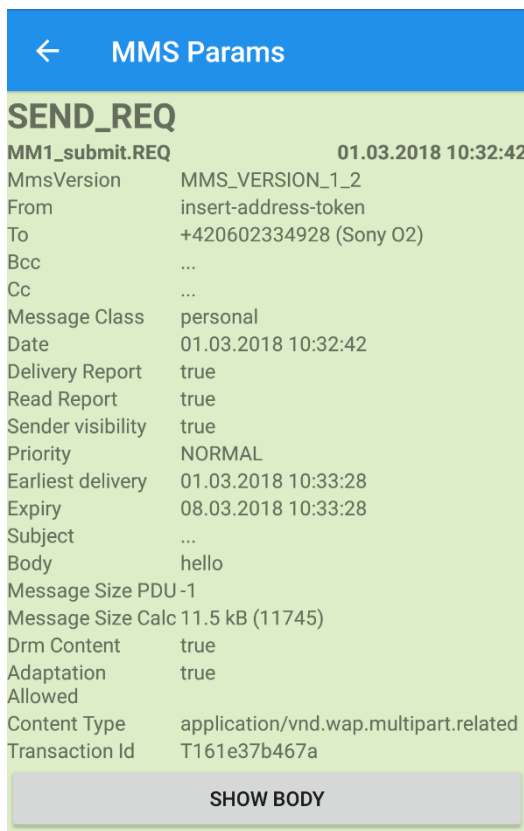 MMS Params
SEND_REQ
MM1_submit.REQ 01.03.2018 10:32:42
MmsVersion MMS_VERSION_1_2
From insert-address-token
To +420602334928 (Sony O2)
Bcc ...
Cc ...
Message Class personal
Date 01.03.2018 10:32:42
Delivery Report true
Read Report true
Sender visibility true
Priority NORMAL
Earliest delivery 01.03.2018 10:33:28
Expiry 08.03.2018 10:33:28
Subject ...
Body hello
Message Size PDU -1
Message Size Calc 11.5 kB (11745)
Drm Content true
Adaptation true
Allowed
Content Type application/vnd.wap.multipart.related
Transaction Id T161e37b467a
SHOW BODY